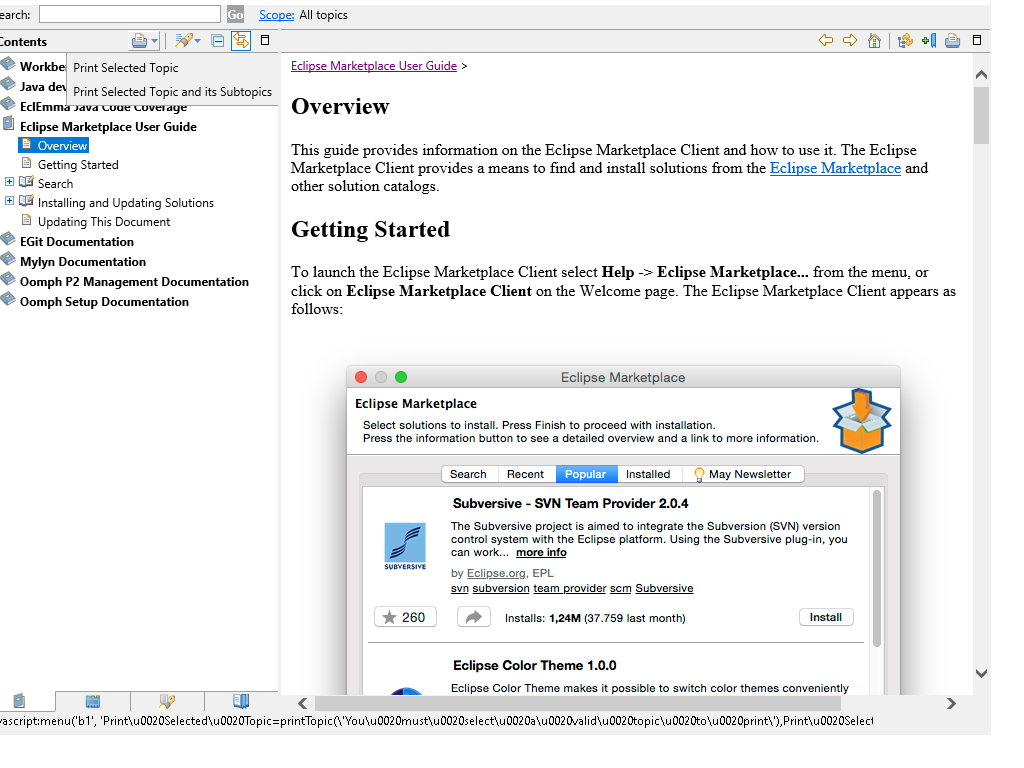 earch:
Go
Scope: All topics
Contents
Workbe
Print Selected Topic
Java dev
Print Selected Topic and its Subtopics
EclEmma Java Code Coverage
Eclipse Marketplace User Guide
Overview
Getting Started
Search
Installing and Updating Solutions
Updating This Document
EGit Documentation
Mylyn Documentation
Oomph P2 Management Documentation
Oomph Setup Documentation
Eclipse Marketplace User Guide >
Overview
This guide provides information on the Eclipse Marketplace Client and how to use it. The Eclipse
Marketplace Client provides a means to find and install solutions from the Eclipse Marketplace and
other solution catalogs.
Getting Started
To launch the Eclipse Marketplace Client select Help -> Eclipse Marketplace... from the menu, or
click on Eclipse Marketplace Client on the Welcome page. The Eclipse Marketplace Client appears as
follows:
Eclipse Marketplace
Eclipse Marketplace
Select solutions to install. Press Finish to proceed with installation.
Press the information button to see a detailed overview and a link to more information.
Search Recent Popular Installed May Newsletter
Subversive - SVN Team Provider 2.0.4
The Subversive project is aimed to integrate the Subversion (SVN) version
control system with the Eclipse platform. Using the Subversive plug-in, you
can work... more info
SUBVERSIVE
by Eclipse.org, EPL
svn subversion team provider scm Subversive
260
Installs: 1,24M (37.759 last month)
Install
Eclipse Color Theme 1.0.0
Eclipse Color Theme makes it possible to switch color themes conveniently
vascript:menu('b1', 'Print\u0020Selected\u0020Topic=printTopic(\'You\u0020must\u0020select\u0020a\u0020valid\u0020topic\u0020to\u0020print\'),Print\u0020Select